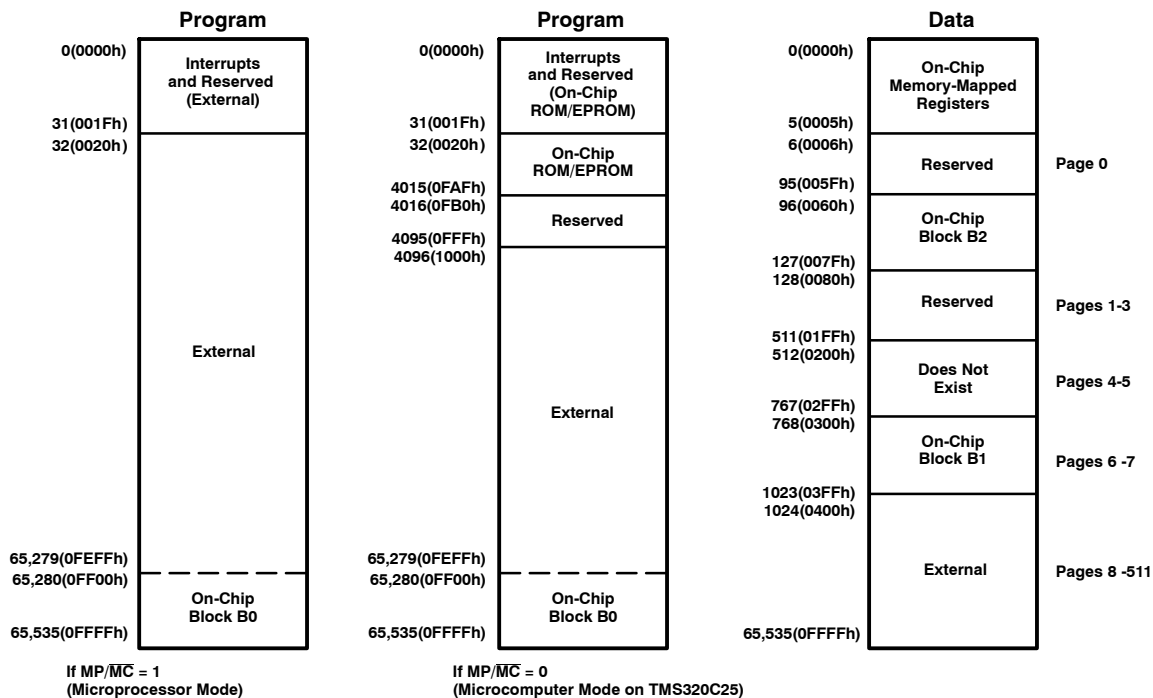 Program
0(0000h)
Interrupts
and Reserved
(External)
31(001Fh)
32(0020h)
External
65,279(0FEFFh)
65,280(0FF00h)
On-Chip
Block B0
65,535(0FFFFh)
If MP/M̅C̅ = 1
(Microprocessor Mode)
Program
0(0000h)
Interrupts
and Reserved
(On-Chip
ROM/EPROM)
31(001Fh)
32(0020h)
On-Chip
ROM/EPROM
4015(0FAFh)
4016(0FB0h)
Reserved
4095(0FFFh)
4096(1000h)
External
65,279(0FEFFh)
65,280(0FF00h)
On-Chip
Block B0
65,535(0FFFFh)
If MP/M̅C̅ = 0
(Microcomputer Mode on TMS320C25)
Data
0(0000h)
On-Chip
Memory-Mapped
Registers
5(0005h)
6(0006h)
Reserved
Page 0
95(005Fh)
96(0060h)
On-Chip
Block B2
127(007Fh)
128(0080h)
Reserved
Pages 1-3
511(01FFh)
512(0200h)
Does Not
Exist
Pages 4-5
767(02FFh)
768(0300h)
On-Chip
Block B1
Pages 6 -7
1023(03FFh)
1024(0400h)
External
Pages 8 -511
65,535(0FFFFh)